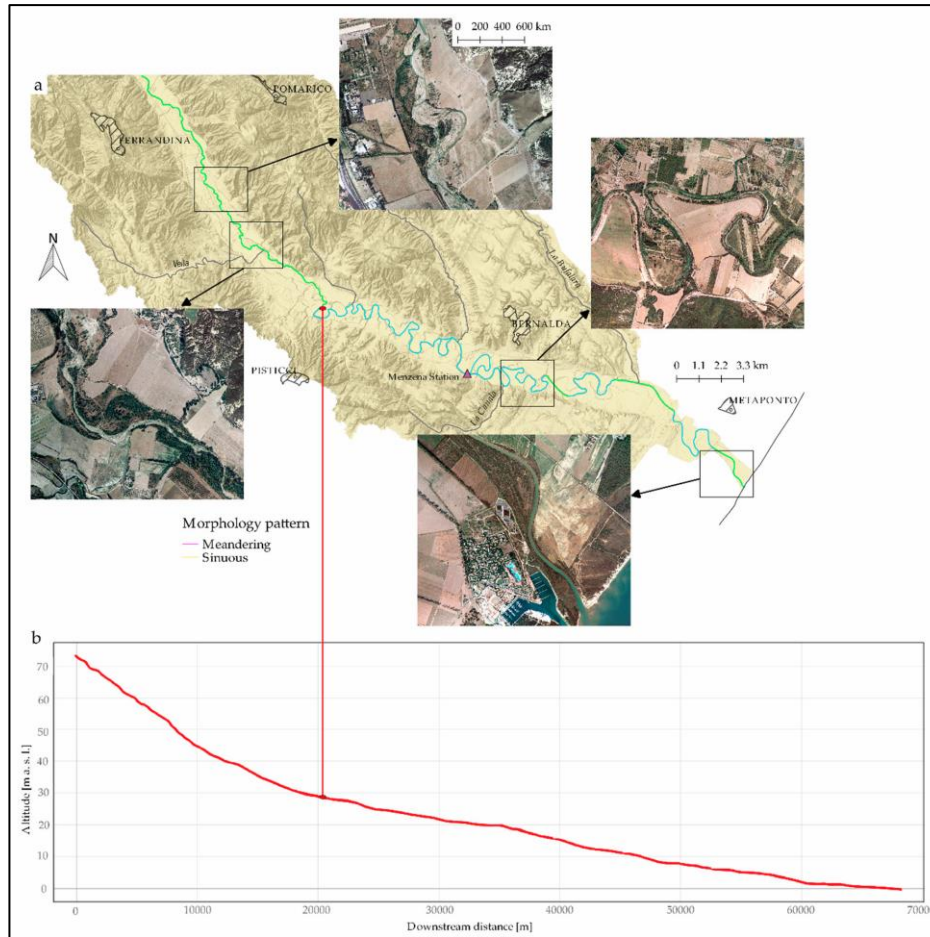 0 200 400 600 km
a
POMARICO
FERRANDINA
N
Vella
La Bufalara
BERNALDA
PISTICCI
Menzena Station
La Canala
0 1.1 2.2 3.3 km
METAPONTO
Morphology pattern
Meandering
Sinuous
b
Altitude [m a. s. l.]
70
60
50
40
30
20
10
0
0 10000 20000 30000 40000 50000 60000 7000
Downstream distance [m]